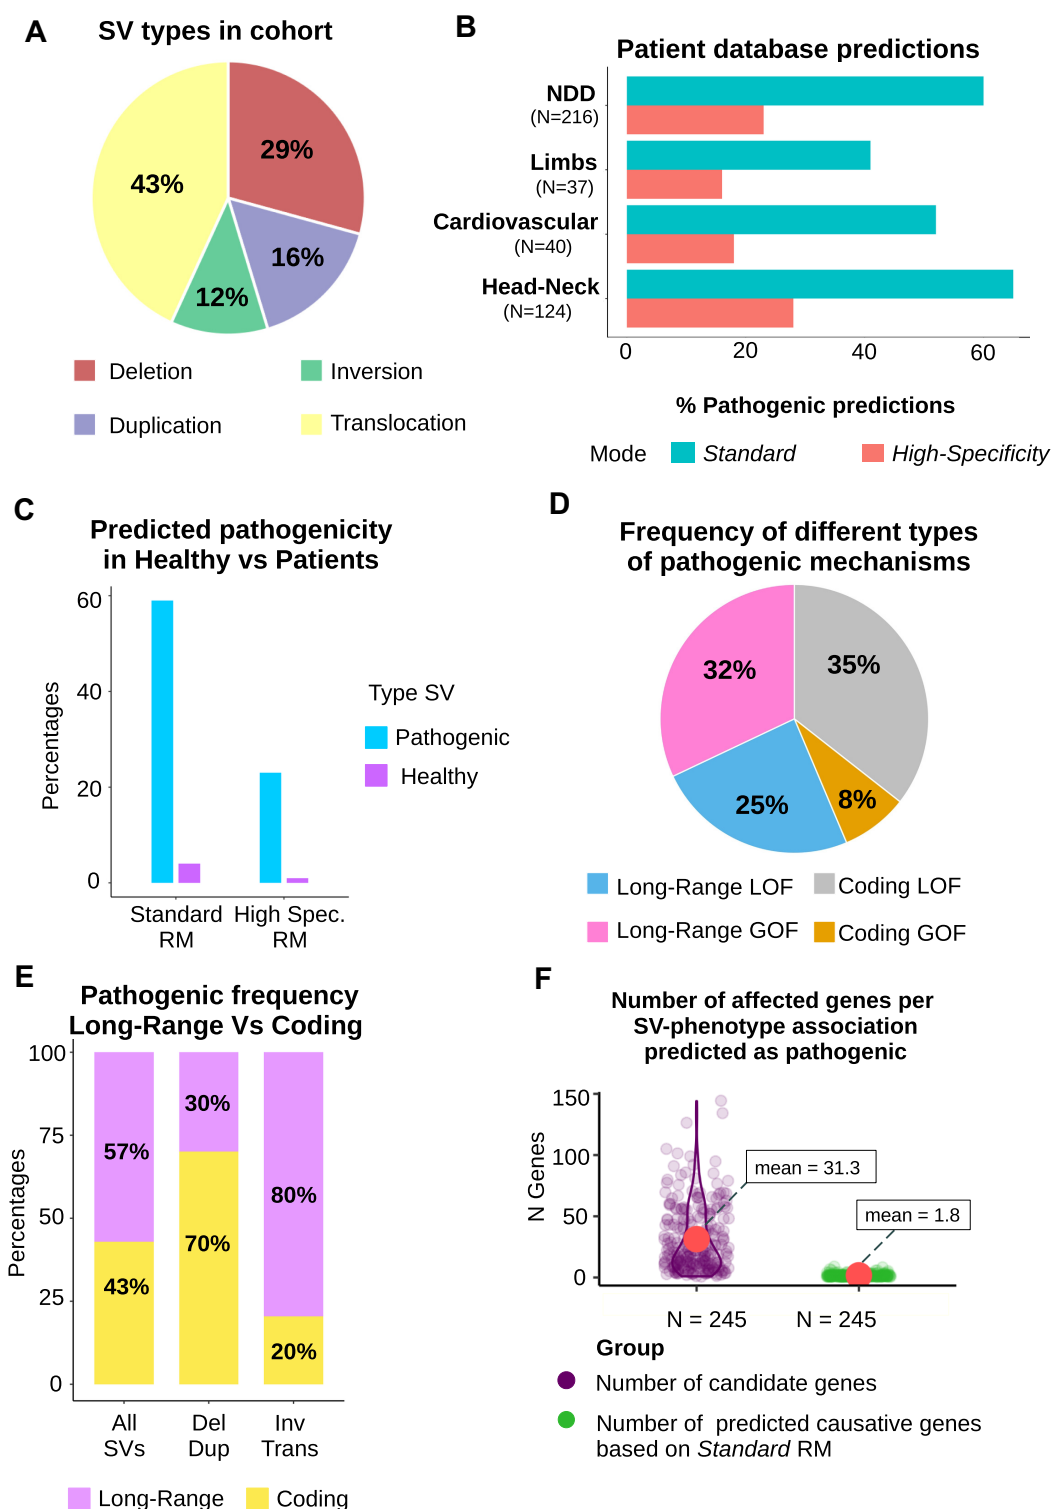 A
SV types in cohort
29%
43%
16%
12%
Deletion
Inversion
Duplication
Translocation
B
Patient database predictions
NDD
(N=216)
Limbs
(N=37)
Cardiovascular
(N=40)
Head-Neck
(N=124)
0 20 40 60
% Pathogenic predictions
Mode Standard High-Specificity
C
Predicted pathogenicity
in Healthy vs Patients
60
40
20
0
Percentages
Standard RM
High Spec. RM
Type SV
Pathogenic
Healthy
D
Frequency of different types
of pathogenic mechanisms
32%
35%
25%
8%
Long-Range LOF
Coding LOF
Long-Range GOF
Coding GOF
E
Pathogenic frequency
Long-Range Vs Coding
100
75
50
25
0
Percentages
57%
43%
30%
70%
80%
20%
All SVs
Del Dup
Inv Trans
Long-Range Coding
F
Number of affected genes per
SV-phenotype association
predicted as pathogenic
150
100
50
0
N Genes
mean = 31.3
mean = 1.8
N = 245 N = 245
Group
Number of candidate genes
Number of predicted causative genes
based on Standard RM